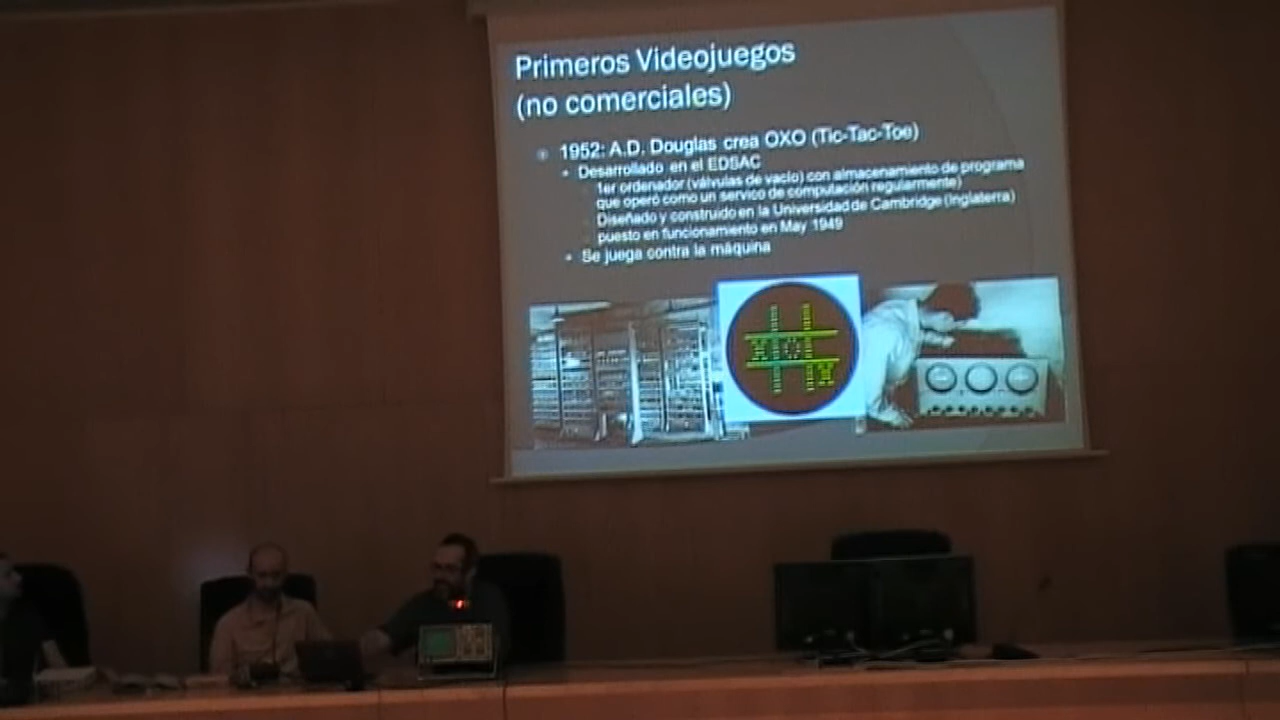 Primeros Videojuegos
(no comerciales)
1952: A.D. Douglas crea OXO (Tic-Tac-Toe)
Desarrollado en el EDSAC
1er ordenador (válvulas de vacío) con almacenamiento de programa
que operó como un servico de computación regularmente)
Diseñado y construido en la Universidad de Cambridge (Inglaterra)
puesto en funcionamiento en May 1949
Se juega contra la máquina